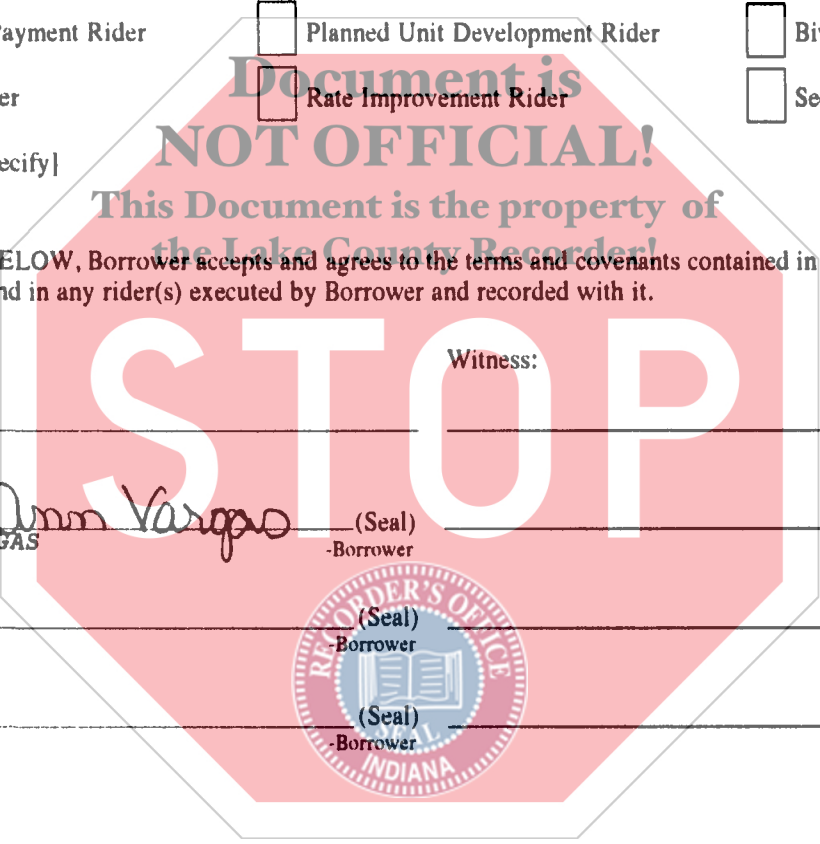 Payment Rider Planned Unit Development Rider Bi
Document is
er Rate Improvement Rider Se
NOT OFFICIAL!
ecify]
This Document is the property of
the Lake County Recorder!
ELOW, Borrower accepts and agrees to the terms and covenants contained in
nd in any rider(s) executed by Borrower and recorded with it.
STOP
Witness:
Ann Vargas (Seal)
GAS -Borrower
RECORDER'S OFFICE
(Seal)
-Borrower
(Seal)
SEAL
-Borrower
INDIANA